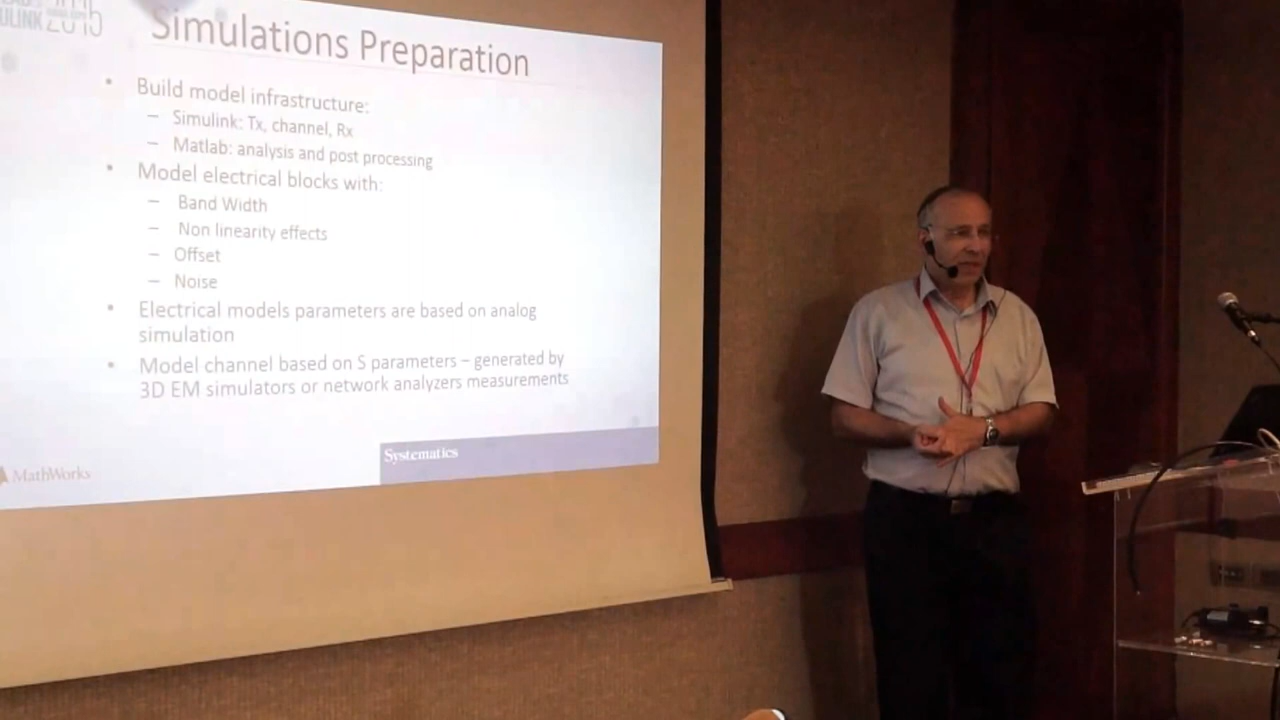 ULINK 2015
Simulations Preparation
• Build model infrastructure:
– Simulink: Tx, channel, Rx
– Matlab: analysis and post processing
• Model electrical blocks with:
– Band Width
– Non linearity effects
– Offset
– Noise
• Electrical models parameters are based on analog
simulation
• Model channel based on S parameters – generated by
3D EM simulators or network analyzers measurements
Systematics
MathWorks